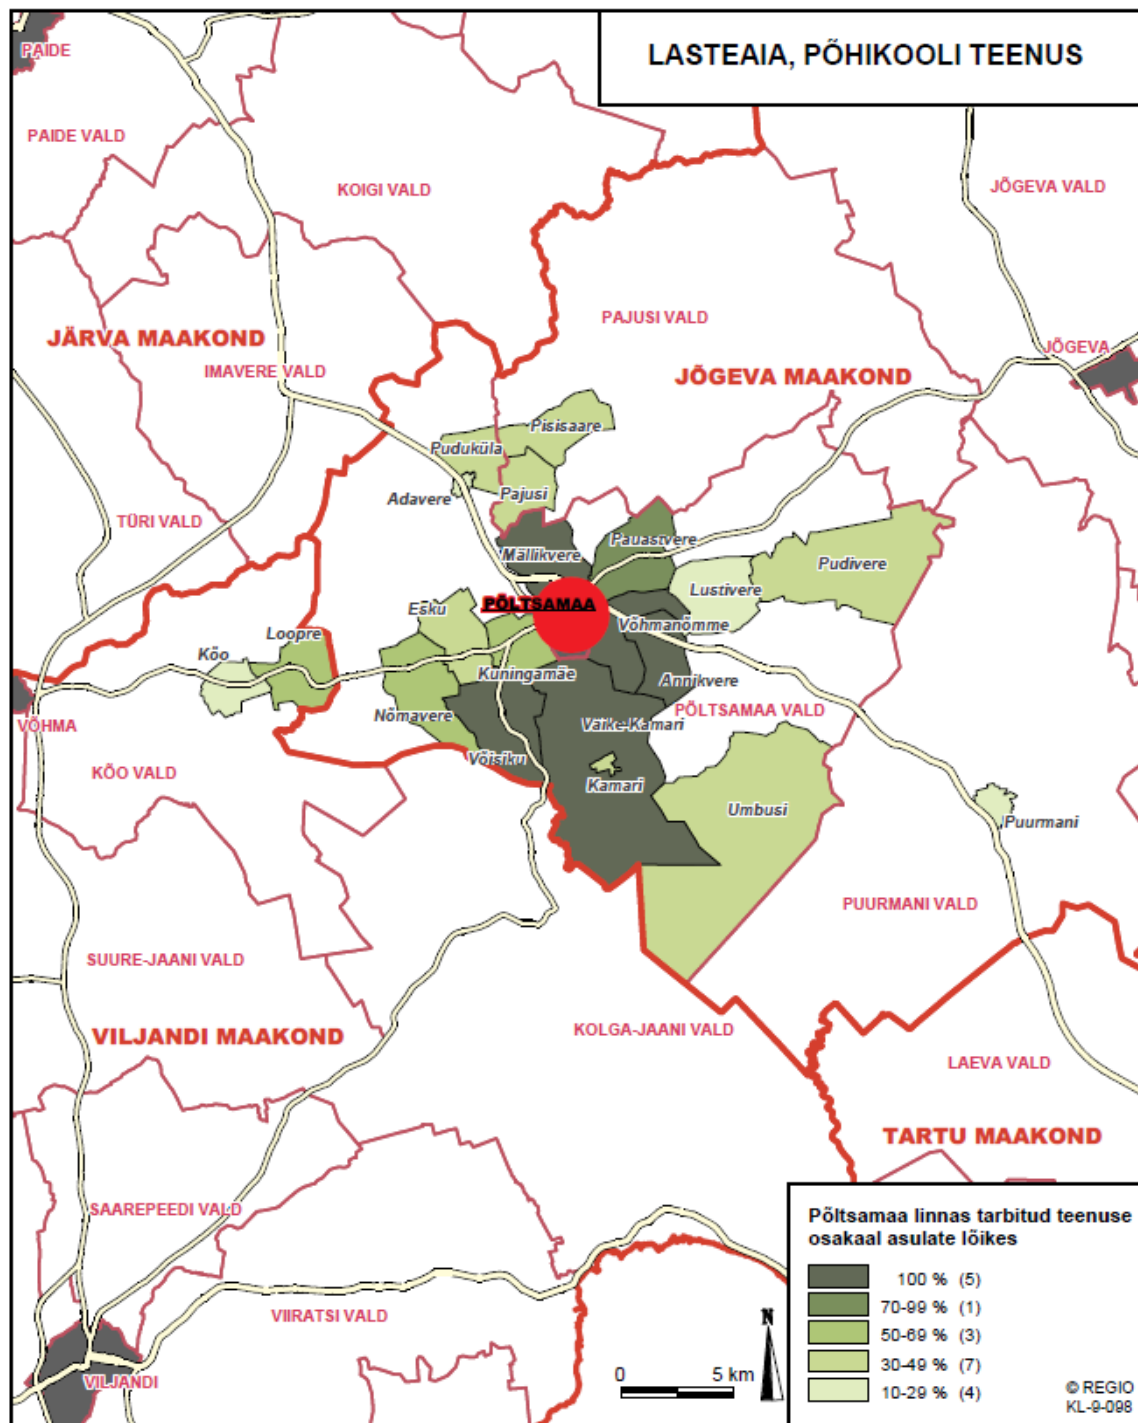 LASTEAIA, PÕHIKOOLI TEENUS
PAIDE
PAIDE VALD
KOIGI VALD
JÕGEVA VALD
PAJUSI VALD
JÄRVA MAAKOND
JÕGEVA
IMAVERE VALD
JÕGEVA MAAKOND
Pisisaare
Puduküla
Adavere
Pajusi
TÜRI VALD
Pauastvere
Mällikvere
Pudivere
Lustivere
Esku
PÕLTSAMAA
Võhmanõmme
Loopre
Kõo
Kuningamäe
Annikvere
Nõmavere
PÕLTSAMAA VALD
VÕHMA
Väike-Kamari
Võisiku
KÕO VALD
Kamari
Umbusi
Puurmani
PUURMANI VALD
SUURE-JAANI VALD
VILJANDI MAAKOND
KOLGA-JAANI VALD
LAEVA VALD
TARTU MAAKOND
SAAREPEEDI VALD
VIIRATSI VALD
VILJANDI
N
0 5 km
Põltsamaa linnas tarbitud teenuse
osakaal asulate lõikes
100 % (5)
70-99 % (1)
50-69 % (3)
30-49 % (7)
10-29 % (4)
© REGIO
KL-9-098